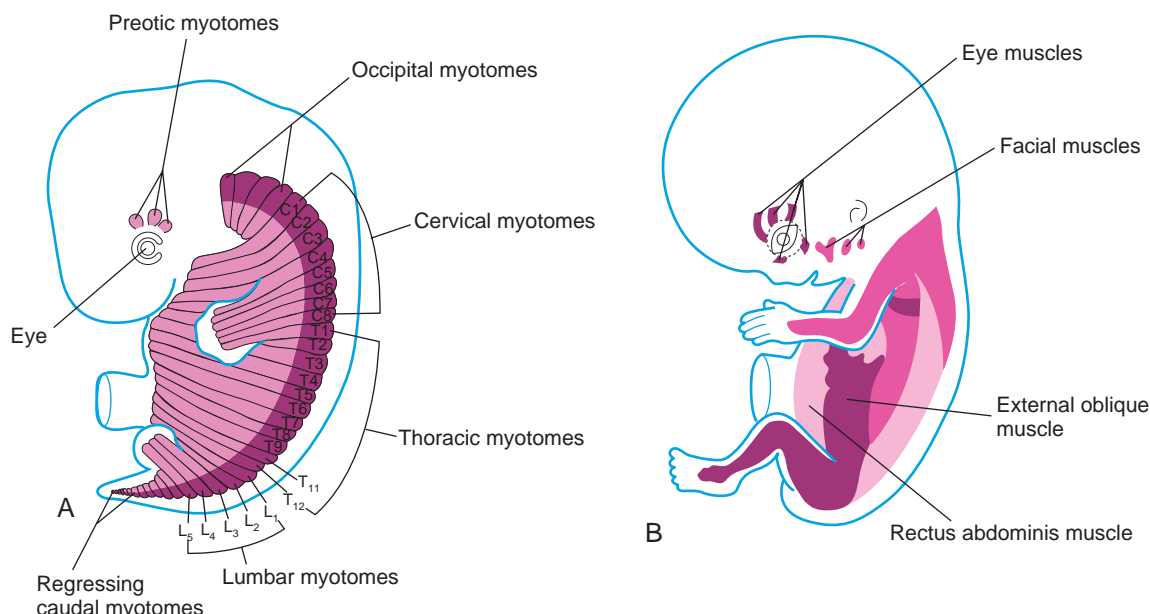 Preotic myotomes
Occipital myotomes
Cervical myotomes
Eye
Thoracic myotomes
C1
C2
C3
C4
C5
C6
C7
C8
T1
T2
T3
T4
T5
T6
T7
T8
T9
T11
T12
L1
L2
L3
L4
L5
A
Lumbar myotomes
Regressing
caudal myotomes
Eye muscles
Facial muscles
External oblique
muscle
Rectus abdominis muscle
B